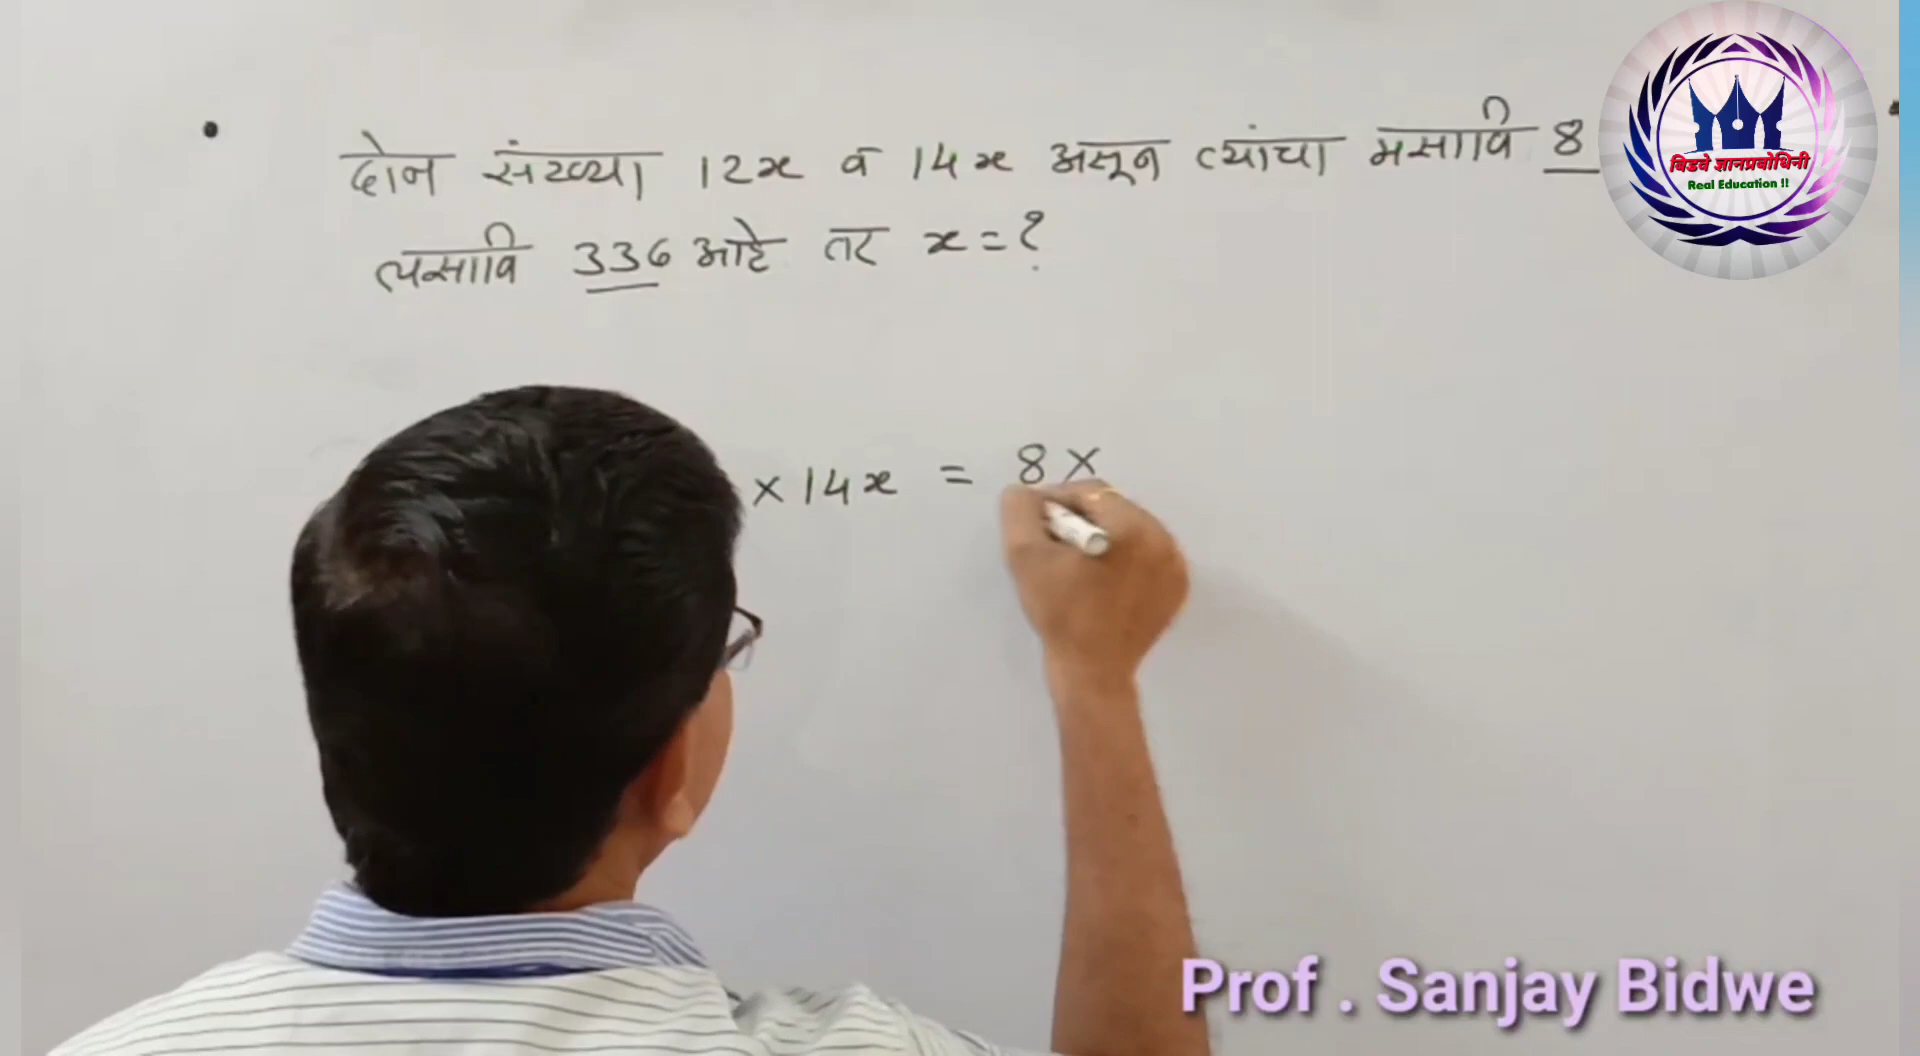 दोन संख्या 12x व 14x असून त्यांचा मसावि 8
लसावि 336 आहे तर x = ?
x 14x = 8 x
बिडवे ज्ञानप्रबोधिनी
Real Education !!
Prof . Sanjay Bidwe